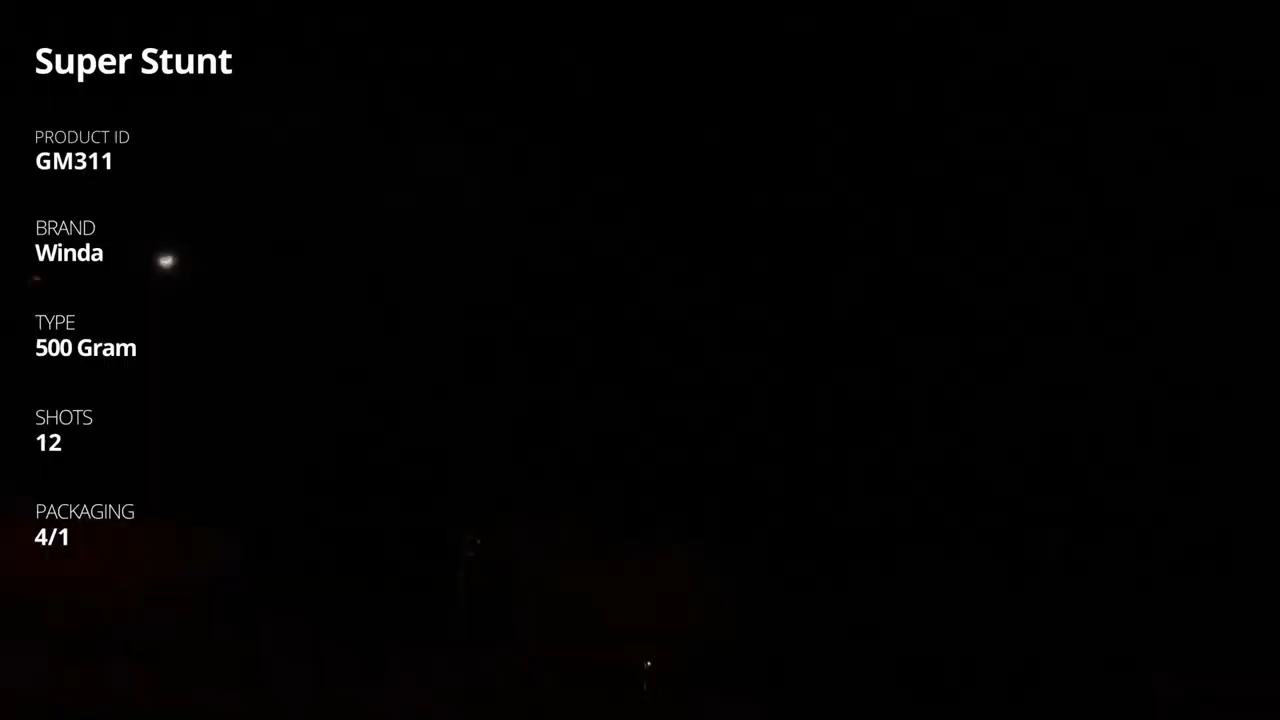 Super Stunt
PRODUCT ID
GM311
BRAND
Winda
TYPE
500 Gram
SHOTS
12
PACKAGING
4/1